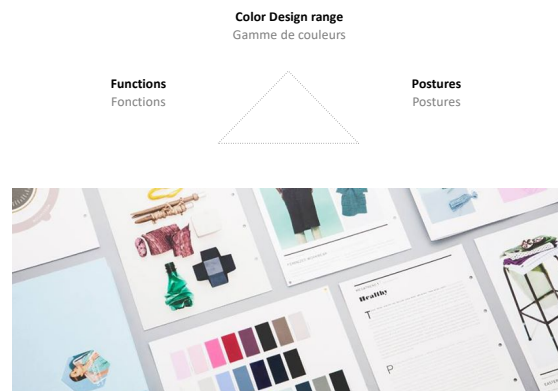 Color Design range
Gamme de couleurs
Functions
Fonctions
Postures
Postures
Healthy
T
P